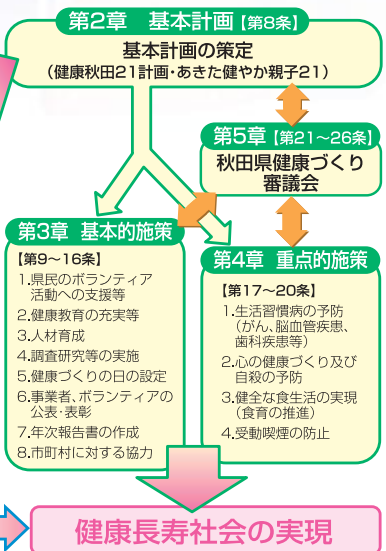 第2章 基本計画【第8条】
基本計画の策定
(健康秋田21計画・あきた健やか親子21)
第5章【第21〜26条】
秋田県健康づくり
審議会
第3章 基本的施策
【第9〜16条】
1.県民のボランティア
活動への支援等
2.健康教育の充実等
3.人材育成
4.調査研究等の実施
5.健康づくりの日の設定
6.事業者、ボランティアの
公表・表彰
7.年次報告書の作成
8.市町村に対する協力
第4章 重点的施策
【第17〜20条】
1.生活習慣病の予防
(がん、脳血管疾患、
歯科疾患等)
2.心の健康づくり及び
自殺の予防
3.健全な食生活の実現
(食育の推進)
4.受動喫煙の防止
健康長寿社会の実現